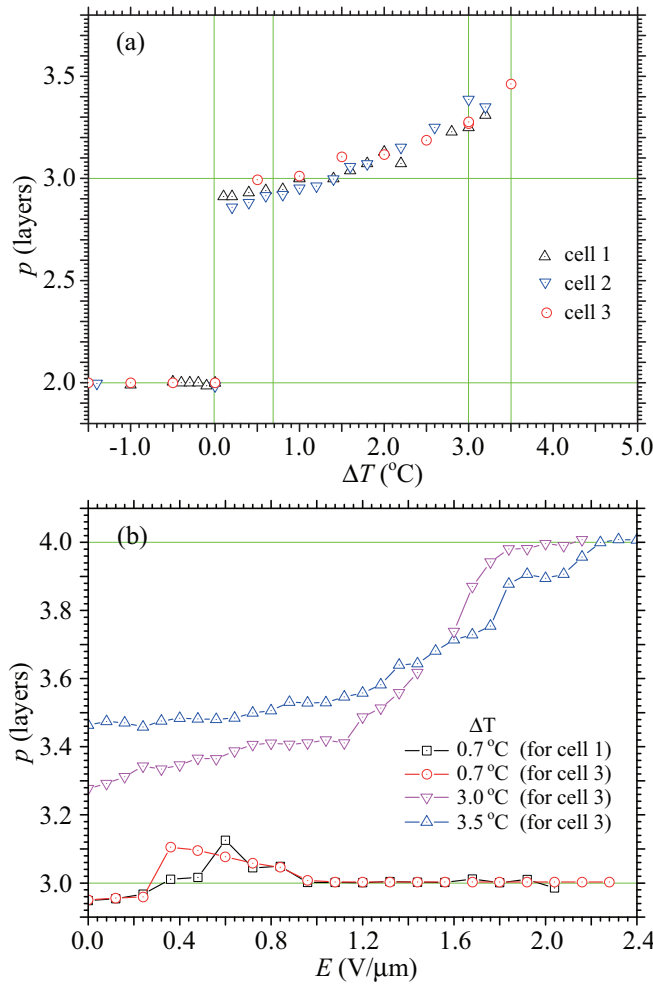 (a)
3.5
3.0
2.5
2.0
p (layers)
cell 1
cell 2
cell 3
-1.0 0.0 1.0 2.0 3.0 4.0 5.0
ΔT (°C)
(b)
4.0
3.8
3.6
3.4
3.2
3.0
p (layers)
ΔT
0.7 °C (for cell 1)
0.7 °C (for cell 3)
3.0 °C (for cell 3)
3.5 °C (for cell 3)
0.0 0.4 0.8 1.2 1.6 2.0 2.4
E (V/μm)